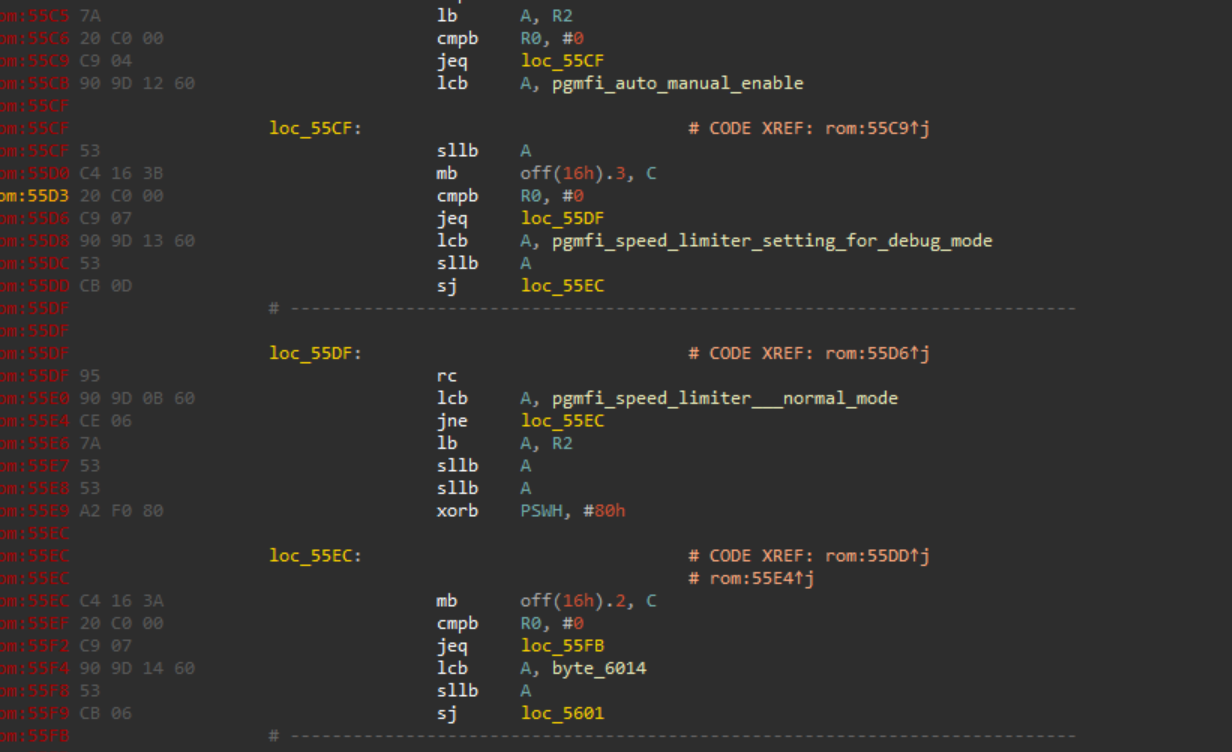 om:55C5 7A lb A, R2
om:55C6 20 C0 00 cmpb R0, #0
om:55C9 C9 04 jeq loc_55CF
om:55CB 90 9D 12 60 lcb A, pgmfi_auto_manual_enable
om:55CF
om:55CF loc_55CF: # CODE XREF: rom:55C9↑j
om:55CF 53 sllb A
om:55D0 C4 16 3B mb off(16h).3, C
om:55D3 20 C0 00 cmpb R0, #0
om:55D6 C9 07 jeq loc_55DF
om:55D8 90 9D 13 60 lcb A, pgmfi_speed_limiter_setting_for_debug_mode
om:55DC 53 sllb A
om:55DD CB 0D sj loc_55EC
om:55DF # ---------------------------------------------------------------------------
om:55DF
om:55DF loc_55DF: # CODE XREF: rom:55D6↑j
om:55DF 95 rc
om:55E0 90 9D 0B 60 lcb A, pgmfi_speed_limiter___normal_mode
om:55E4 CE 06 jne loc_55EC
om:55E6 7A lb A, R2
om:55E7 53 sllb A
om:55E8 53 sllb A
om:55E9 A2 F0 80 xorb PSWH, #80h
om:55EC
om:55EC loc_55EC: # CODE XREF: rom:55DD↑j
om:55EC # rom:55E4↑j
om:55EC C4 16 3A mb off(16h).2, C
om:55EF 20 C0 00 cmpb R0, #0
om:55F2 C9 07 jeq loc_55FB
om:55F4 90 9D 14 60 lcb A, byte_6014
om:55F8 53 sllb A
om:55F9 CB 06 sj loc_5601
om:55FB # ---------------------------------------------------------------------------